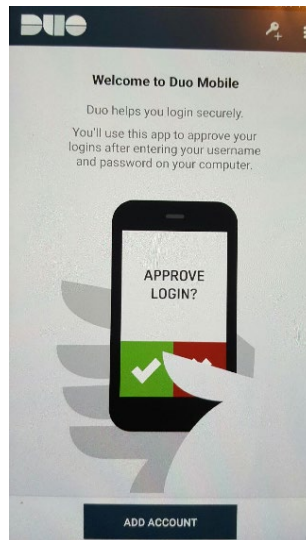 DUO
Welcome to Duo Mobile
Duo helps you login securely.
You'll use this app to approve your
logins after entering your username
and password on your computer.
APPROVE
LOGIN?
ADD ACCOUNT